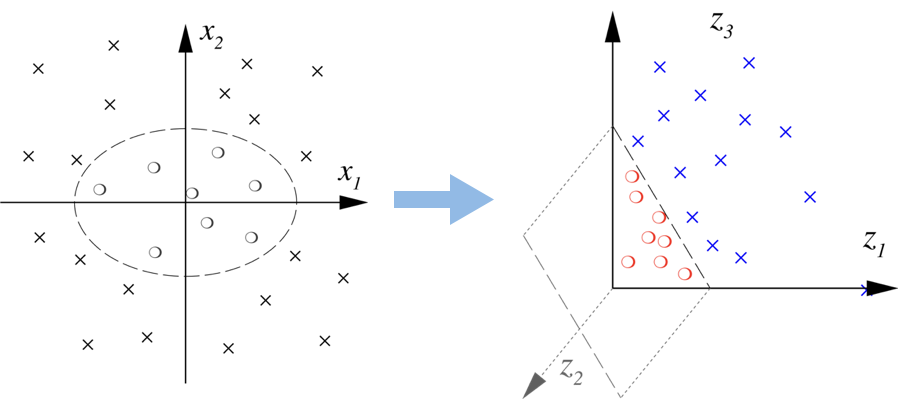 x₂
x₁
z₃
z₁
z₂